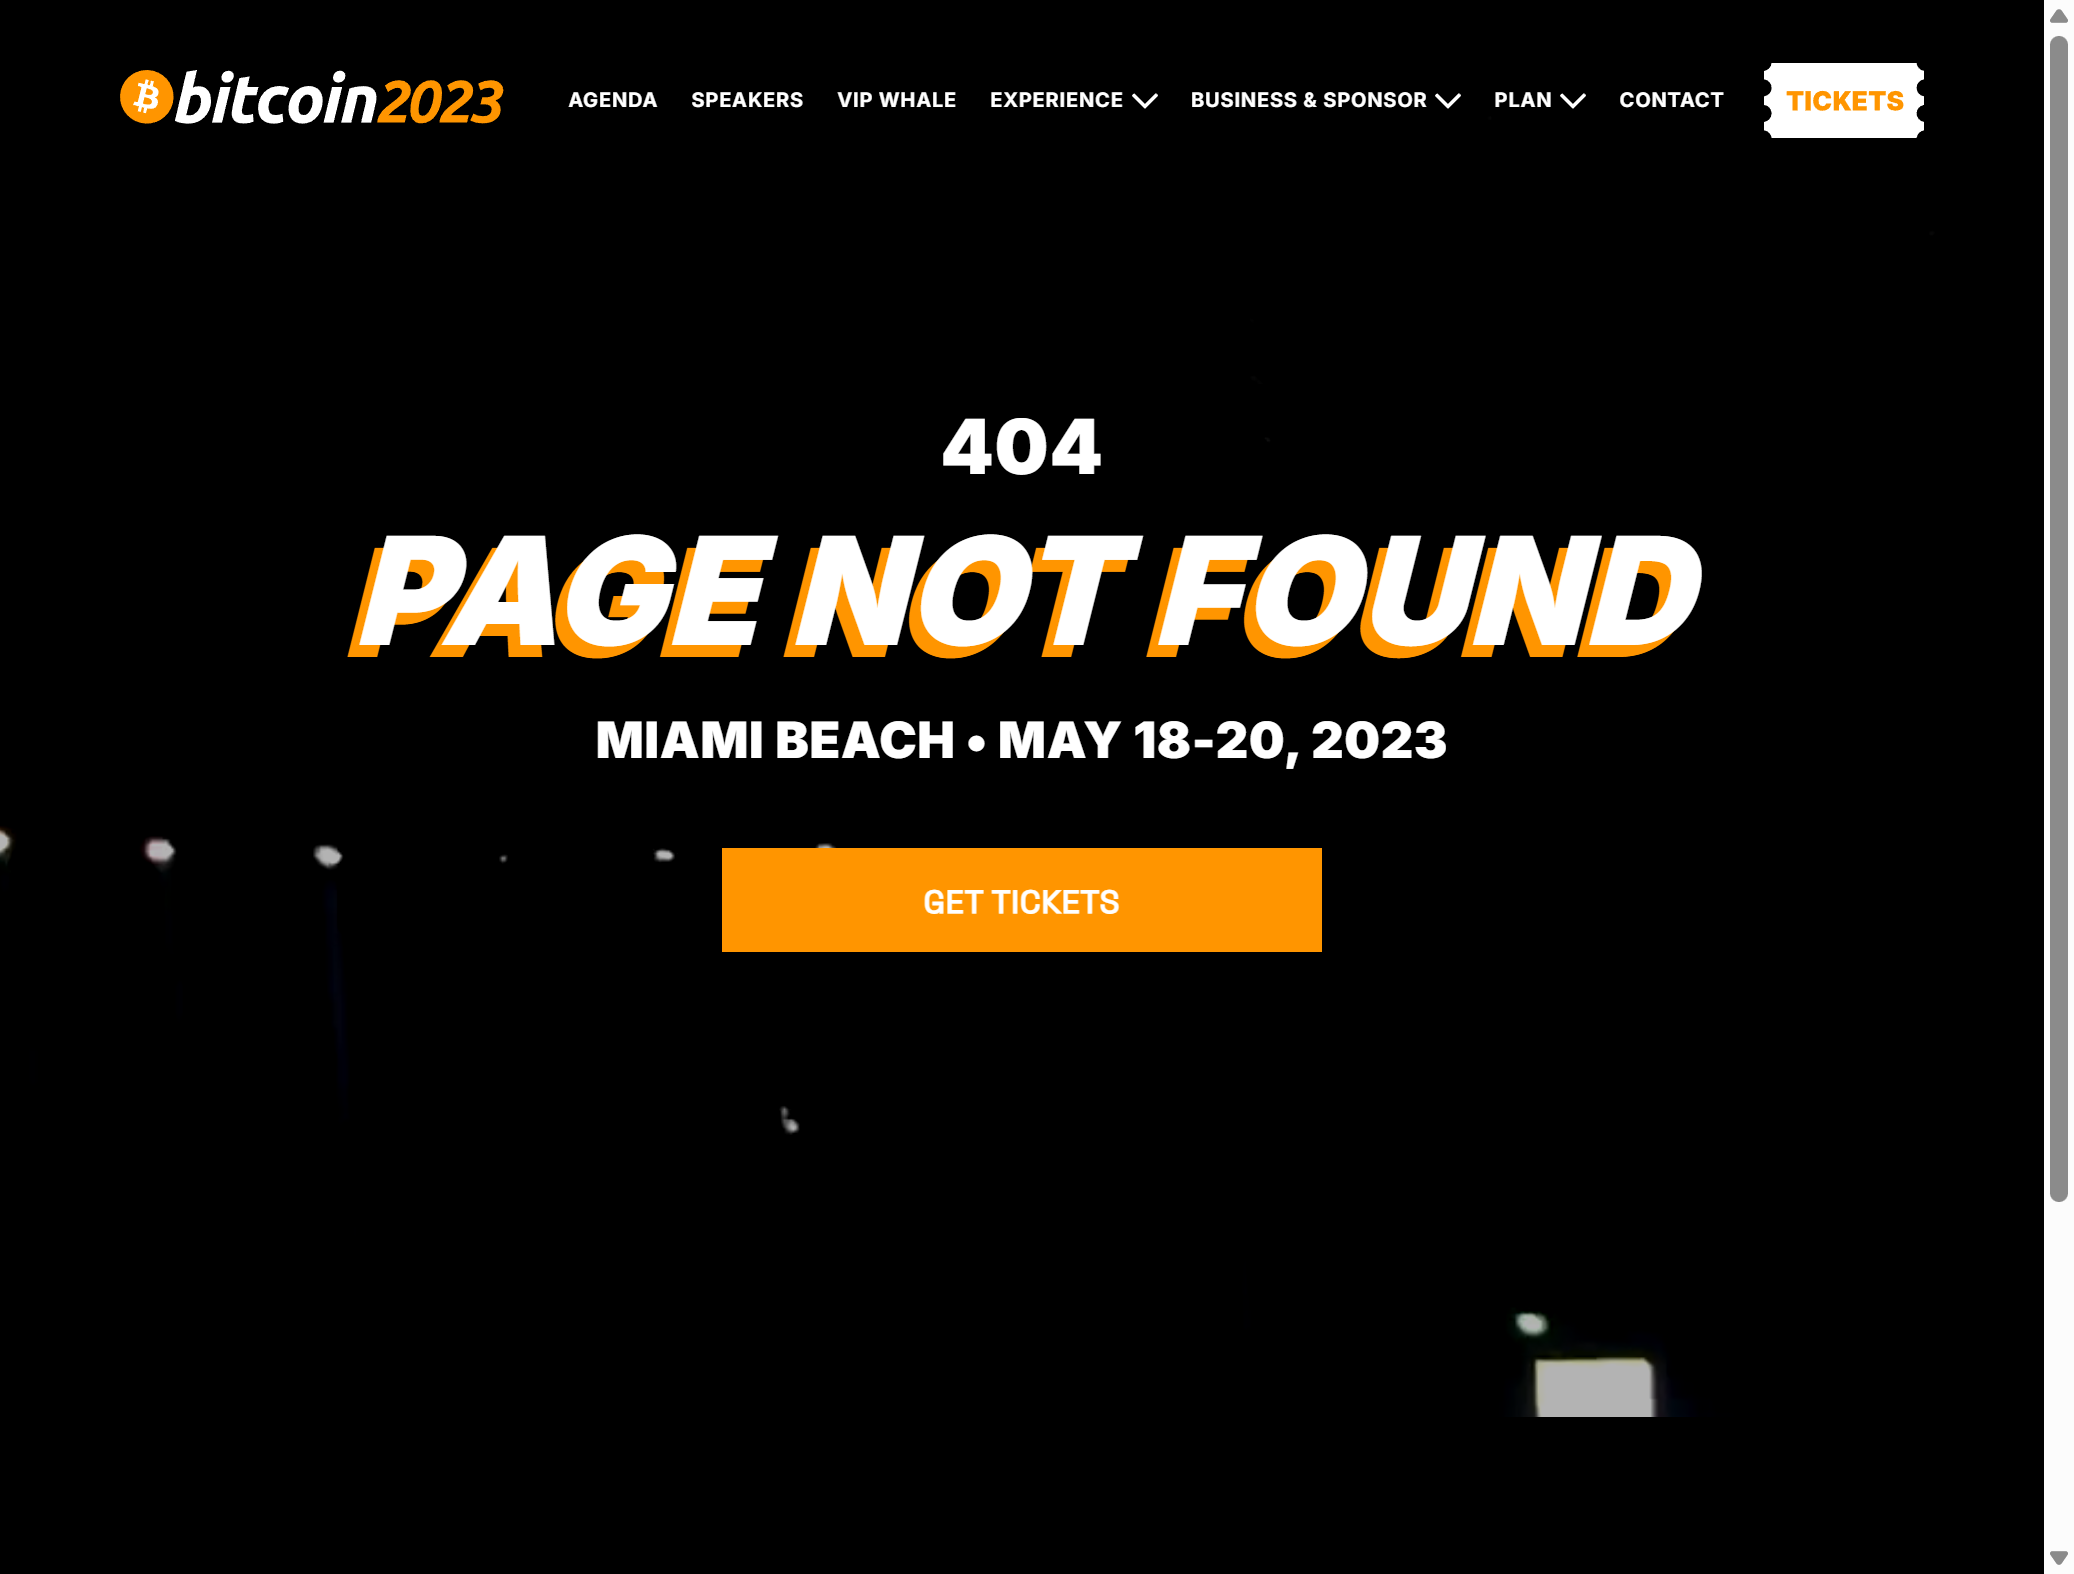 bitcoin2023
AGENDA SPEAKERS VIP WHALE EXPERIENCE BUSINESS & SPONSOR PLAN CONTACT TICKETS
404
PAGE NOT FOUND
MIAMI BEACH • MAY 18-20, 2023
GET TICKETS